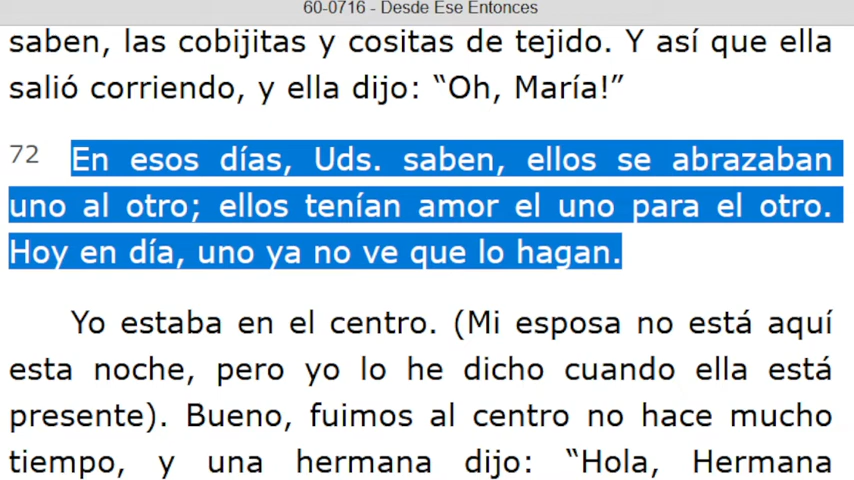 60-0716 - Desde Ese Entonces
saben, las cobijitas y cositas de tejido. Y así que ella
salió corriendo, y ella dijo: “Oh, María!”
72 En esos días, Uds. saben, ellos se abrazaban
uno al otro; ellos tenían amor el uno para el otro.
Hoy en día, uno ya no ve que lo hagan.
Yo estaba en el centro. (Mi esposa no está aquí
esta noche, pero yo lo he dicho cuando ella está
presente). Bueno, fuimos al centro no hace mucho
tiempo, y una hermana dijo: “Hola, Hermana